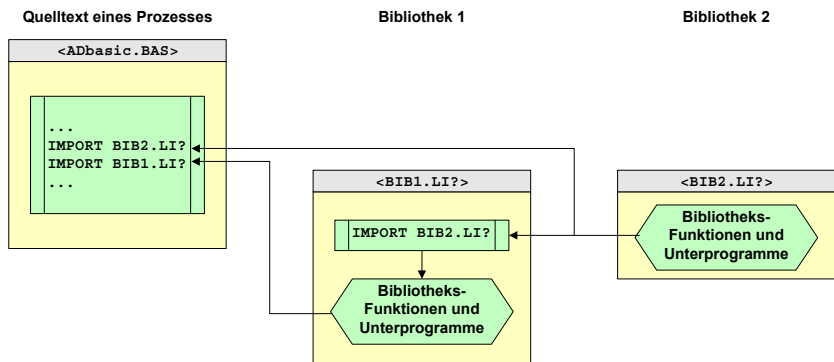 Quelltext eines Prozesses
Bibliothek 1
Bibliothek 2
<ADbasic.BAS>
...
IMPORT BIB2.LI?
IMPORT BIB1.LI?
...
<BIB1.LI?>
IMPORT BIB2.LI?
Bibliotheks-
Funktionen und
Unterprogramme
<BIB2.LI?>
Bibliotheks-
Funktionen und
Unterprogramme